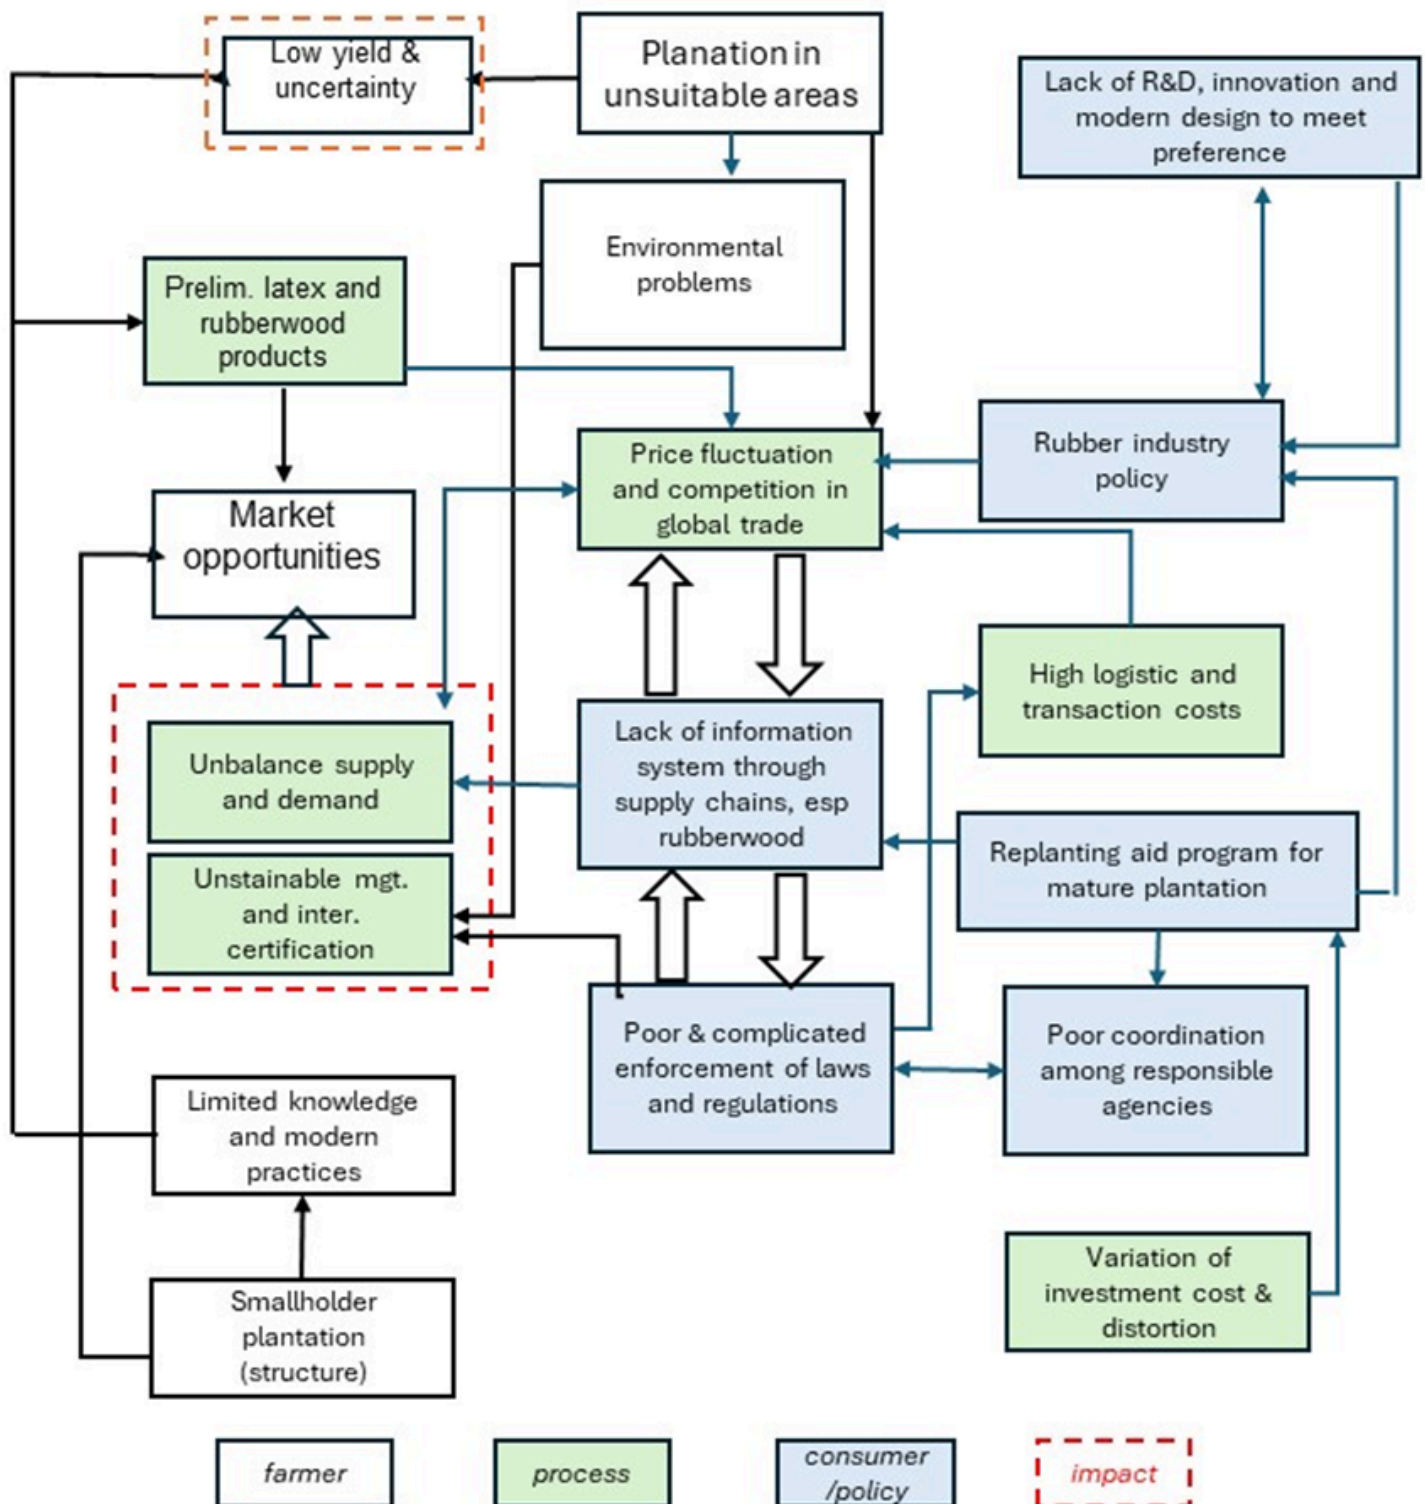 Low yield &
uncertainty
Planation in
unsuitable areas
Lack of R&D, innovation and
modern design to meet
preference
Environmental
problems
Prelim. latex and
rubberwood
products
Price fluctuation
and competition in
global trade
Rubber industry
policy
Market
opportunities
High logistic and
transaction costs
Unbalance supply
and demand
Lack of information
system through
supply chains, esp
rubberwood
Replanting aid program for
mature plantation
Unstainable mgt.
and inter.
certification
Poor & complicated
enforcement of laws
and regulations
Poor coordination
among responsible
agencies
Limited knowledge
and modern
practices
Variation of
investment cost &
distortion
Smallholder
plantation
(structure)
farmer
process
consumer
/policy
impact